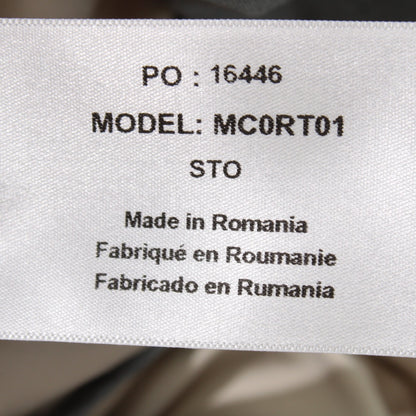 PO : 16446
MODEL: MC0RT01
STO
Made in Romania
Fabriqué en Roumanie
Fabricado en Rumania